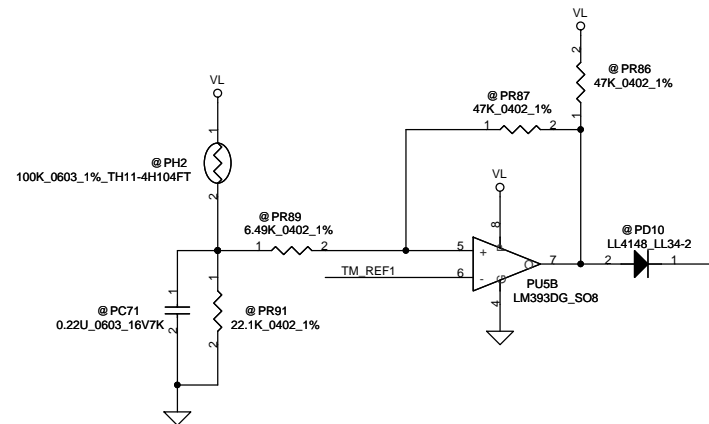 VL
2
@ PR86
47K_0402_1%
1
@ PR87
47K_0402_1%
1
2
VL
1
@ PH2
100K_0603_1%_TH11-4H104FT
2
VL
8
@ PR89
6.49K_0402_1%
1
2
5
+
P
O
7
TM_REF1
6
-
G
4
PU5B
LM393DG_SO8
@ PD10
LL4148_LL34-2
2
1
1
@ PC71
0.22U_0603_16V7K
2
1
@ PR91
22.1K_0402_1%
2